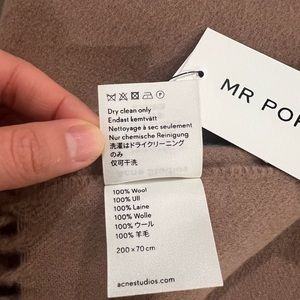 Dry clean only
Endast kemtvätt
Nettoyage à sec seulement
Nur chemische Reinigung
洗濯はドライクリーニング
のみ
仅可干洗
100% Wool
100% Ull
100% Laine
100% Wolle
100% ウール
100% 羊毛
200 × 70 cm
acnestudios.com
MR POR